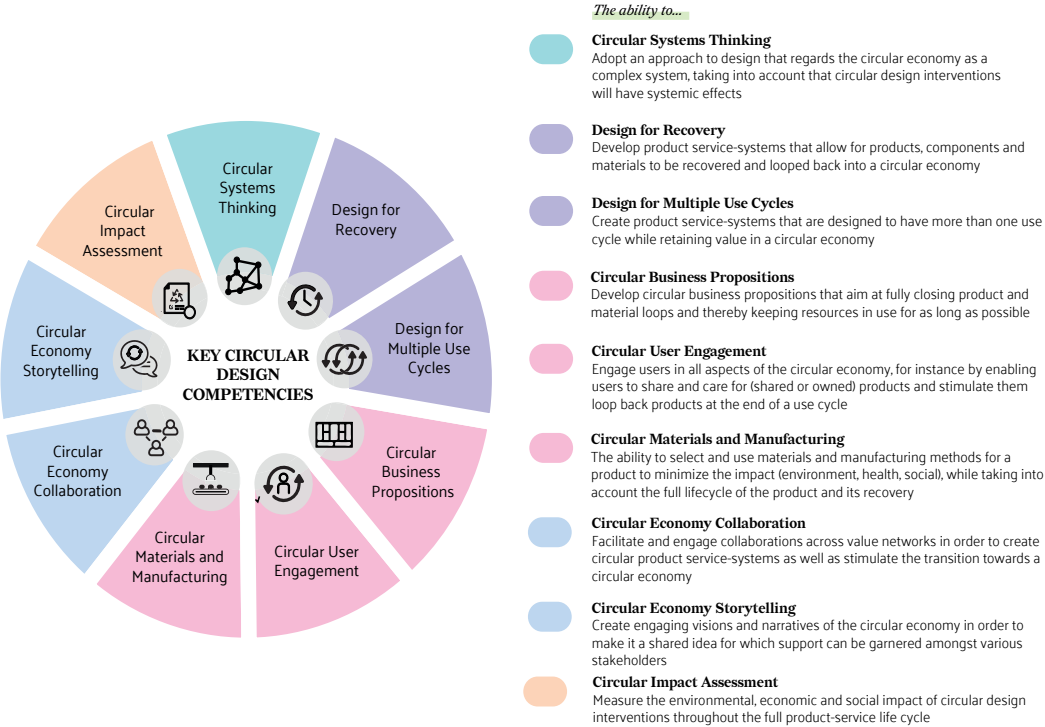 The ability to...
Circular Systems Thinking
Adopt an approach to design that regards the circular economy as a
complex system, taking into account that circular design interventions
will have systemic effects
Design for Recovery
Develop product service-systems that allow for products, components and
materials to be recovered and looped back into a circular economy
Design for Multiple Use Cycles
Create product service-systems that are designed to have more than one use
cycle while retaining value in a circular economy
Circular Business Propositions
Develop circular business propositions that aim at fully closing product and
material loops and thereby keeping resources in use for as long as possible
Circular User Engagement
Engage users in all aspects of the circular economy, for instance by enabling
users to share and care for (shared or owned) products and stimulate them
loop back products at the end of a use cycle
Circular Materials and Manufacturing
The ability to select and use materials and manufacturing methods for a
product to minimize the impact (environment, health, social), while taking into
account the full lifecycle of the product and its recovery
Circular Economy Collaboration
Facilitate and engage collaborations across value networks in order to create
circular product service-systems as well as stimulate the transition towards a
circular economy
Circular Economy Storytelling
Create engaging visions and narratives of the circular economy in order to
make it a shared idea for which support can be garnered amongst various
stakeholders
Circular Impact Assessment
Measure the environmental, economic and social impact of circular design
interventions throughout the full product-service life cycle
KEY CIRCULAR
DESIGN
COMPETENCIES
Circular
Systems
Thinking
Design for
Recovery
Design for
Multiple Use
Cycles
Circular
Business
Propositions
Circular User
Engagement
Circular
Materials and
Manufacturing
Circular
Economy
Collaboration
Circular
Economy
Storytelling
Circular
Impact
Assessment